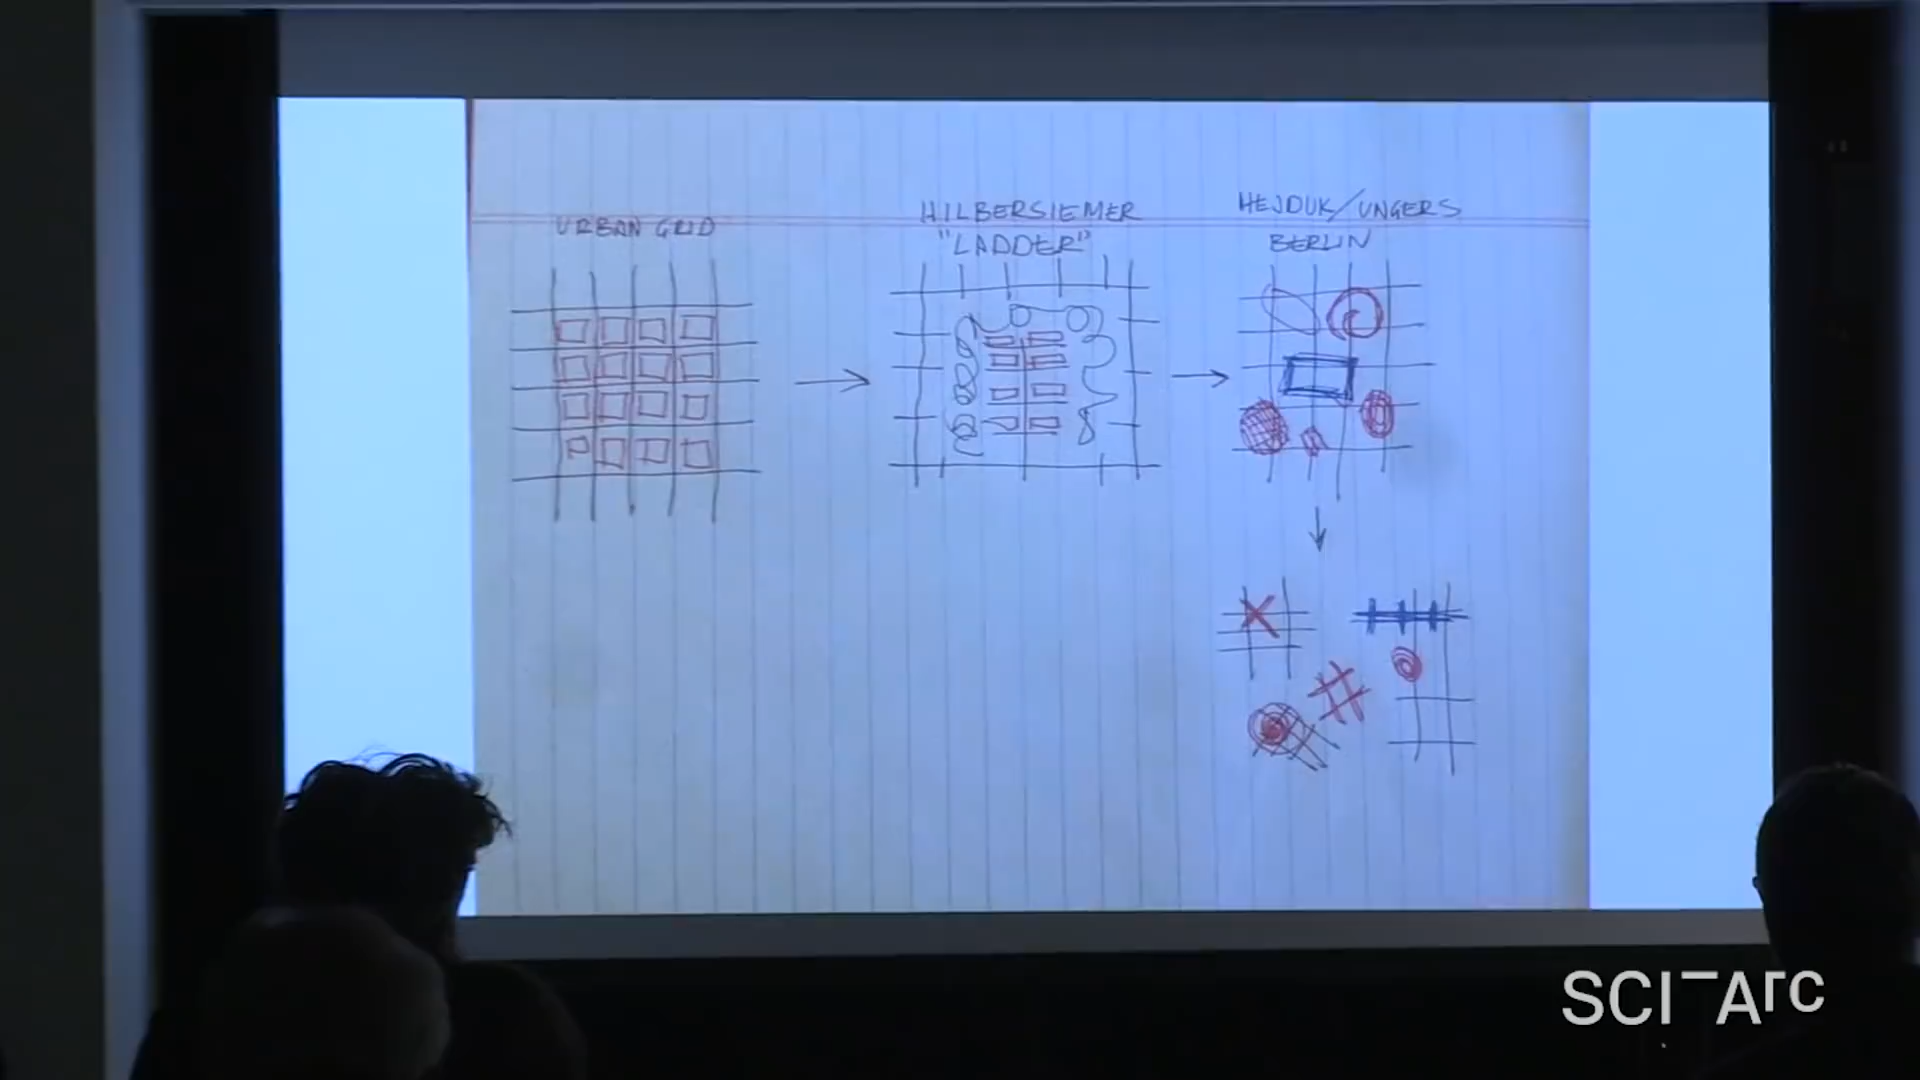 URBAN GRID
HILBERSIEMER
"LADDER"
HEJDUK/UNGERS
BERLIN
SCI-Arc